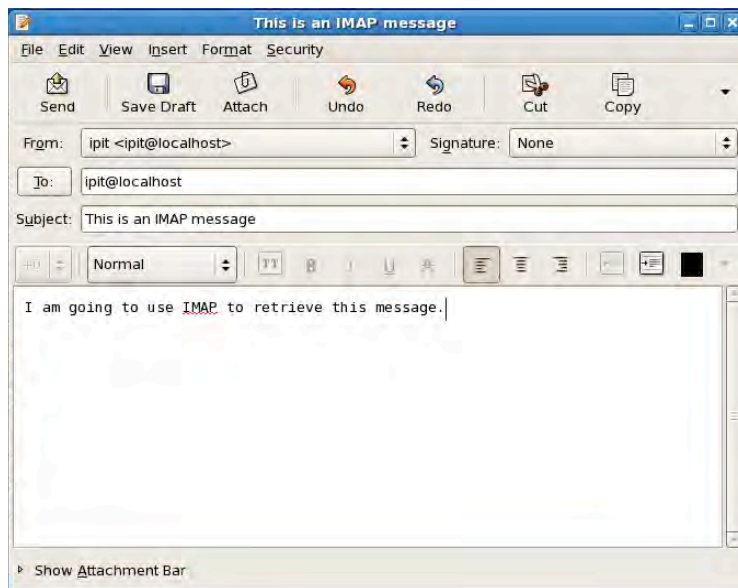 This is an IMAP message
File Edit View Insert Format Security
Send Save Draft Attach Undo Redo Cut Copy
From: ipit <ipit@localhost> Signature: None
To: ipit@localhost
Subject: This is an IMAP message
Normal TT B I U A
I am going to use IMAP to retrieve this message.
Show Attachment Bar